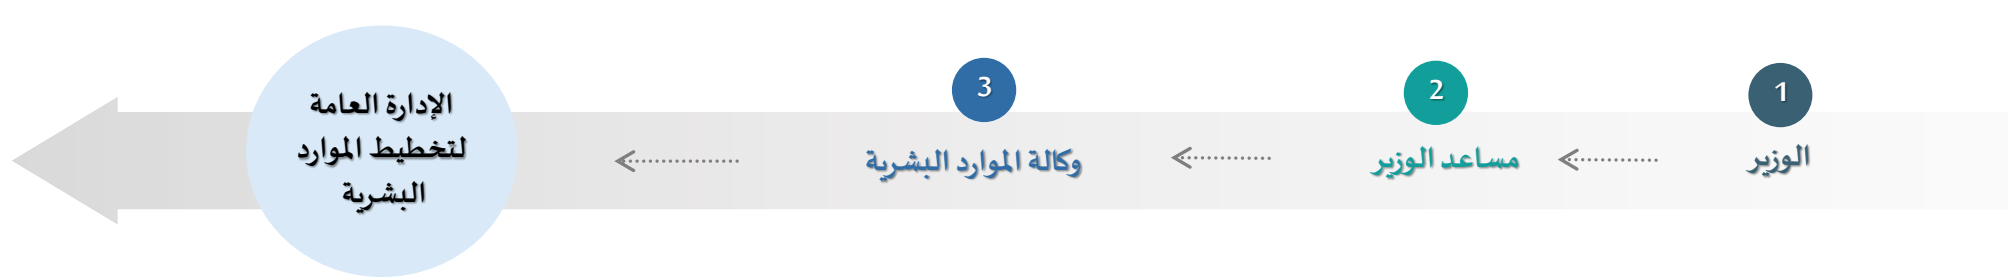 1
الوزير
2
مساعد الوزير
3
وكالة الموارد البشرية
الإدارة العامة
لتخطيط الموارد
البشرية